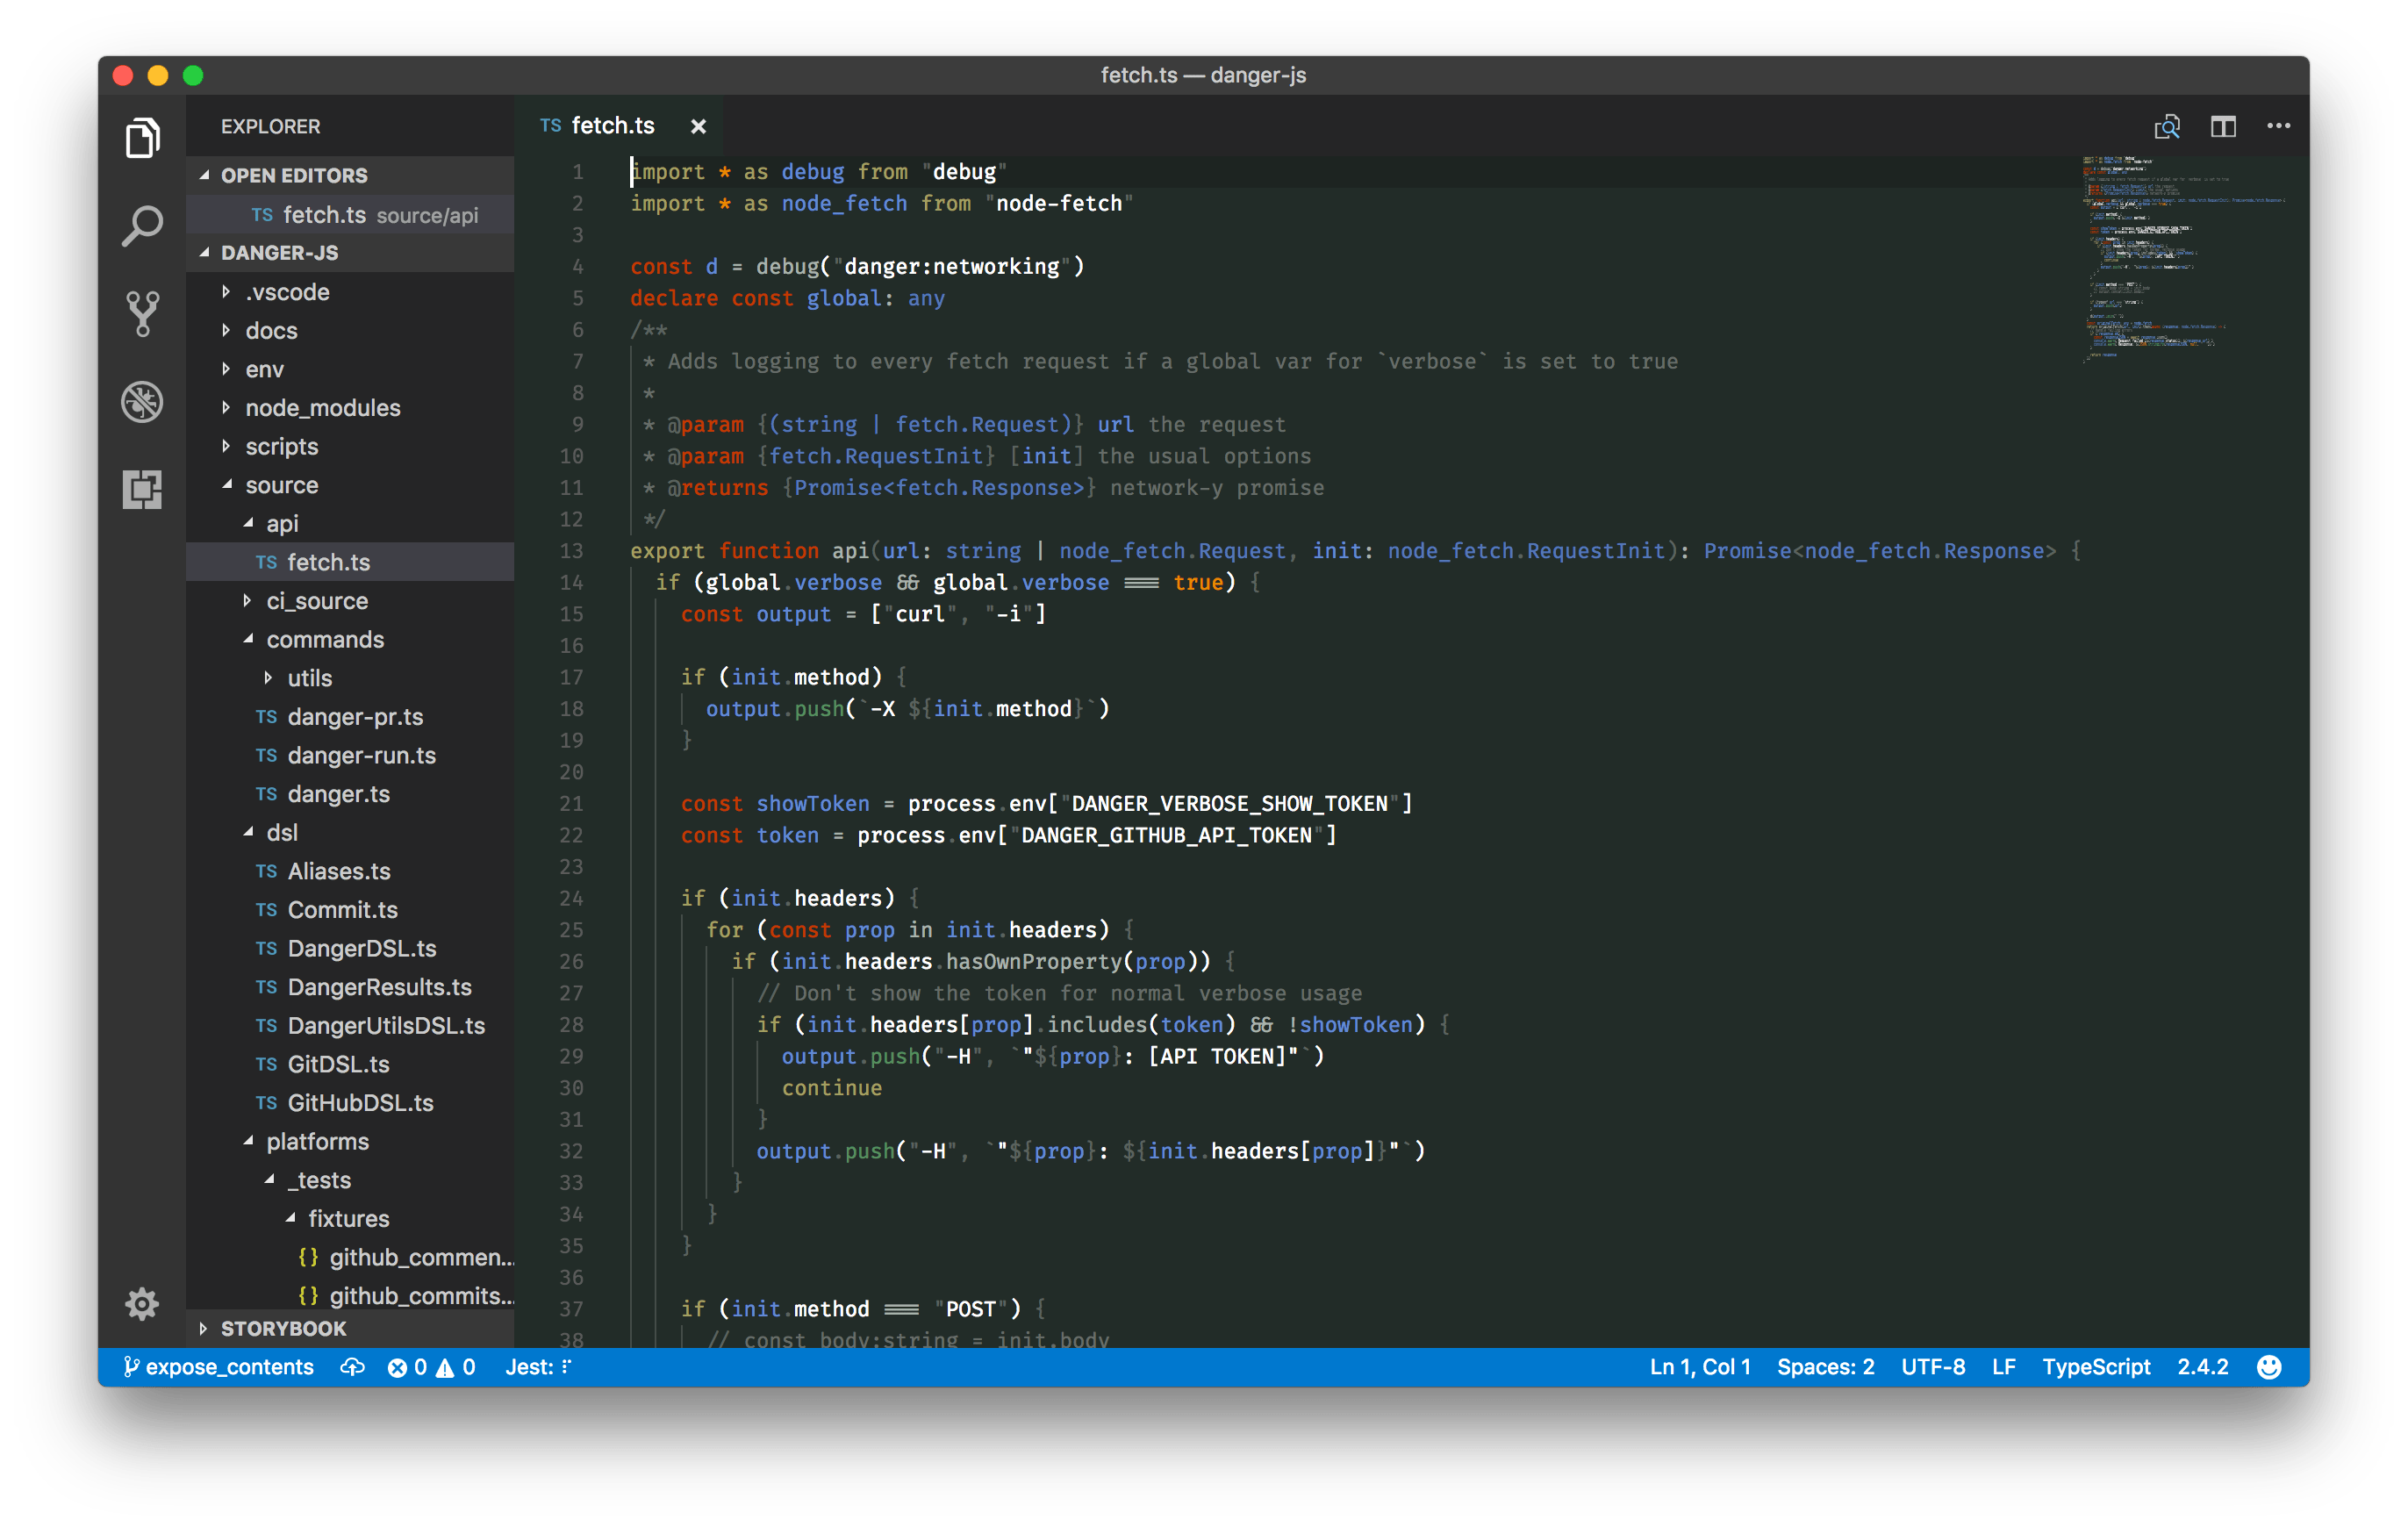 fetch.ts — danger-js
EXPLORER
OPEN EDITORS
TS fetch.ts source/api
DANGER-JS
.vscode
docs
env
node_modules
scripts
source
api
TS fetch.ts
ci_source
commands
utils
TS danger-pr.ts
TS danger-run.ts
TS danger.ts
dsl
TS Aliases.ts
TS Commit.ts
TS DangerDSL.ts
TS DangerResults.ts
TS DangerUtilsDSL.ts
TS GitDSL.ts
TS GitHubDSL.ts
platforms
_tests
fixtures
{} github_commen...
{} github_commits...
STORYBOOK
TS fetch.ts
1 import * as debug from "debug"
2 import * as node_fetch from "node-fetch"
3
4 const d = debug("danger:networking")
5 declare const global: any
6 /**
7 * Adds logging to every fetch request if a global var for `verbose` is set to true
8 *
9 * @param {(string | fetch.Request)} url the request
10 * @param {fetch.RequestInit} [init] the usual options
11 * @returns {Promise<fetch.Response>} network-y promise
12 */
13 export function api(url: string | node_fetch.Request, init: node_fetch.RequestInit): Promise<node_fetch.Response> {
14 if (global.verbose && global.verbose === true) {
15 const output = ["curl", "-i"]
16
17 if (init.method) {
18 output.push(`-X ${init.method}`)
19 }
20
21 const showToken = process.env["DANGER_VERBOSE_SHOW_TOKEN"]
22 const token = process.env["DANGER_GITHUB_API_TOKEN"]
23
24 if (init.headers) {
25 for (const prop in init.headers) {
26 if (init.headers.hasOwnProperty(prop)) {
27 // Don't show the token for normal verbose usage
28 if (init.headers[prop].includes(token) && !showToken) {
29 output.push("-H", `"${prop}: [API TOKEN]"`)
30 continue
31 }
32 output.push("-H", `"${prop}: ${init.headers[prop]}"`)
33 }
34 }
35 }
36
37 if (init.method === "POST") {
38 // const body:string = init.body
expose_contents 0 0 Jest:
Ln 1, Col 1 Spaces: 2 UTF-8 LF TypeScript 2.4.2